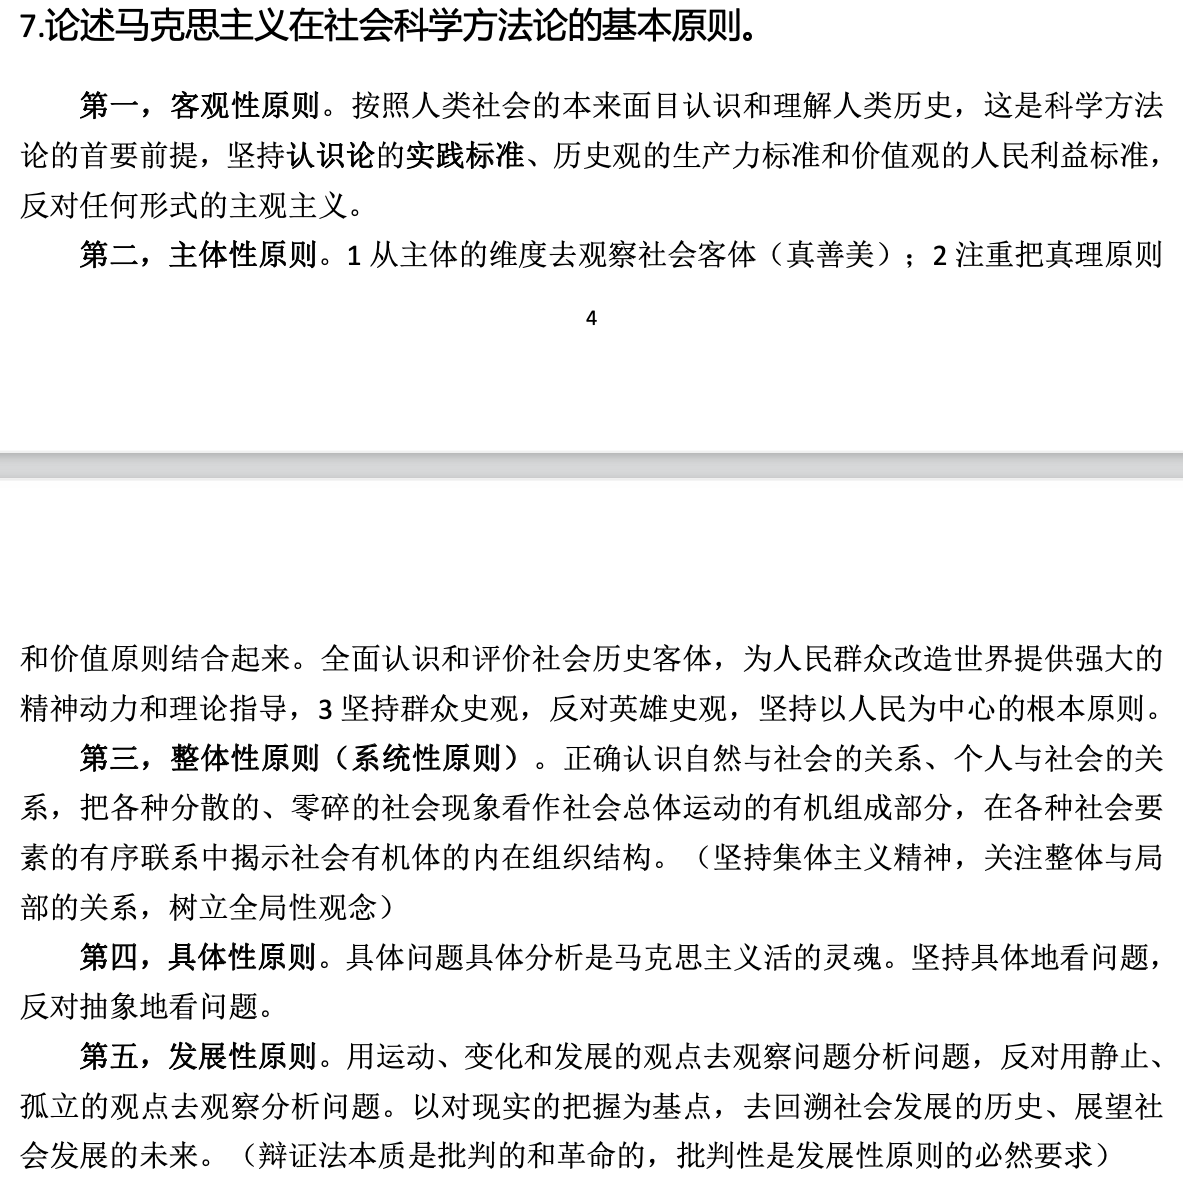 7.论述马克思主义在社会科学方法论的基本原则。
第一，客观性原则。按照人类社会的本来面目认识和理解人类历史，这是科学方法
论的首要前提，坚持认识论的实践标准、历史观的生产力标准和价值观的人民利益标准，
反对任何形式的主观主义。
第二，主体性原则。1 从主体的维度去观察社会客体（真善美）；2 注重把真理原则
4
和价值原则结合起来。全面认识和评价社会历史客体，为人民群众改造世界提供强大的
精神动力和理论指导，3 坚持群众史观，反对英雄史观，坚持以人民为中心的根本原则。
第三，整体性原则（系统性原则）。正确认识自然与社会的关系、个人与社会的关
系，把各种分散的、零碎的社会现象看作社会总体运动的有机组成部分，在各种社会要
素的有序联系中揭示社会有机体的内在组织结构。（坚持集体主义精神，关注整体与局
部的关系，树立全局性观念）
第四，具体性原则。具体问题具体分析是马克思主义活的灵魂。坚持具体地看问题，
反对抽象地看问题。
第五，发展性原则。用运动、变化和发展的观点去观察问题分析问题，反对用静止、
孤立的观点去观察分析问题。以对现实的把握为基点，去回溯社会发展的历史、展望社
会发展的未来。（辩证法本质是批判的和革命的，批判性是发展性原则的必然要求）